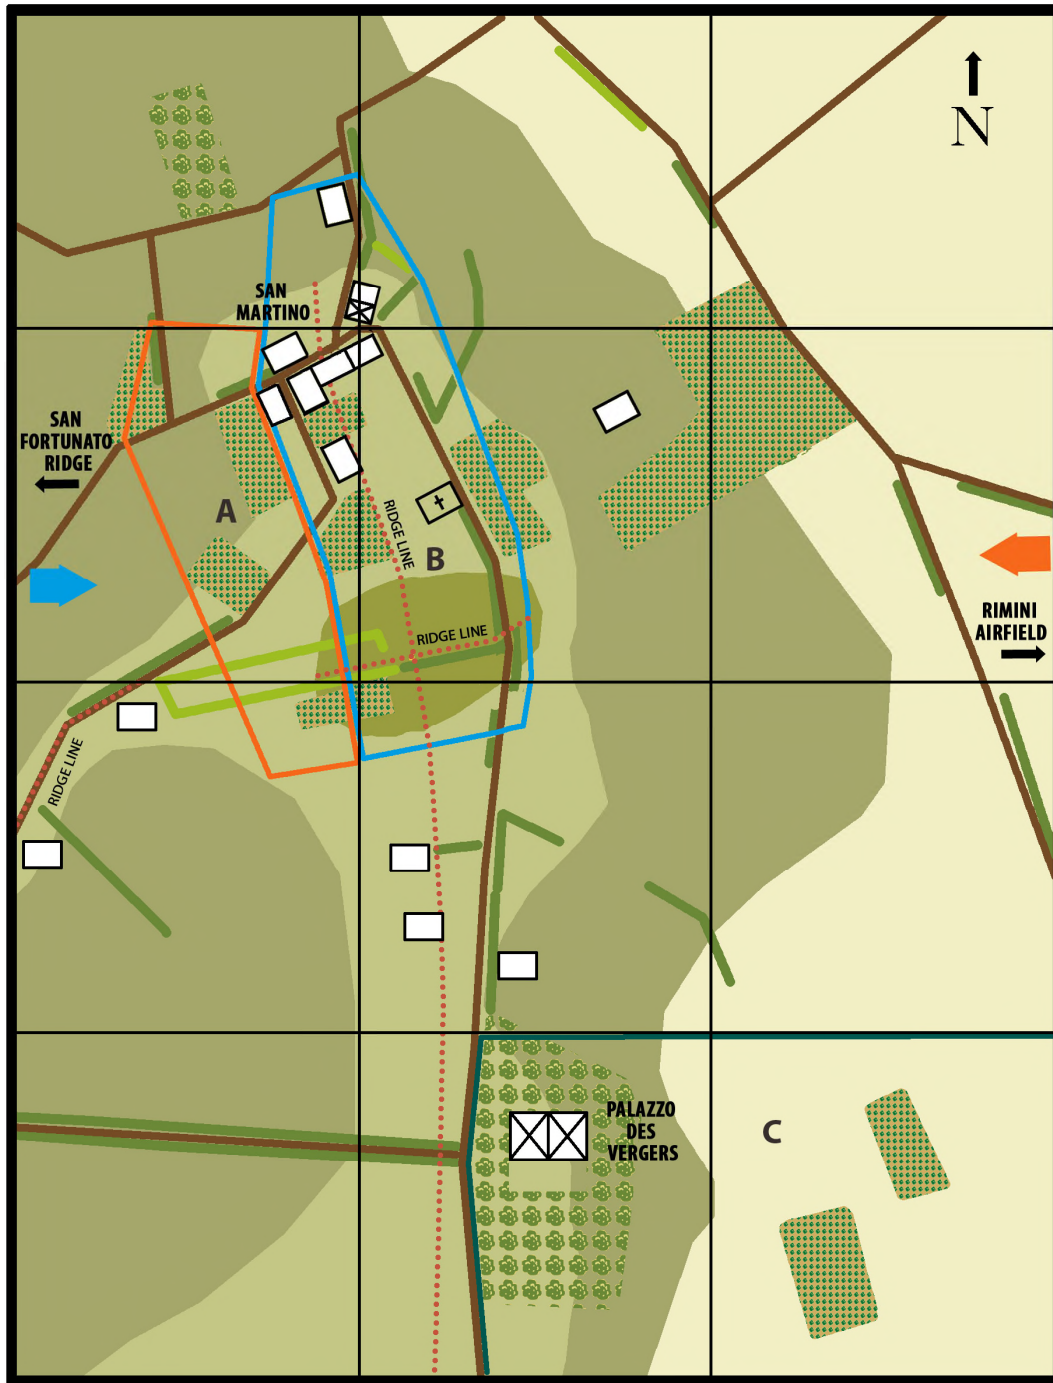 N
SAN
MARTINO
SAN
FORTUNATO
RIDGE
A
RIDGE LINE
B
RIDGE LINE
RIMINI
AIRFIELD
RIDGE LINE
PALAZZO
DES
VERGERS
C